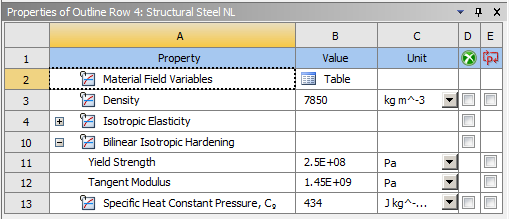 Properties of Outline Row 4: Structural Steel NL
A B C D E
1 Property Value Unit
2 Material Field Variables Table
3 Density 7850 kg m^-3
4 Isotropic Elasticity
10 Bilinear Isotropic Hardening
11 Yield Strength 2.5E+08 Pa
12 Tangent Modulus 1.45E+09 Pa
13 Specific Heat Constant Pressure, Cₚ 434 J kg^-...